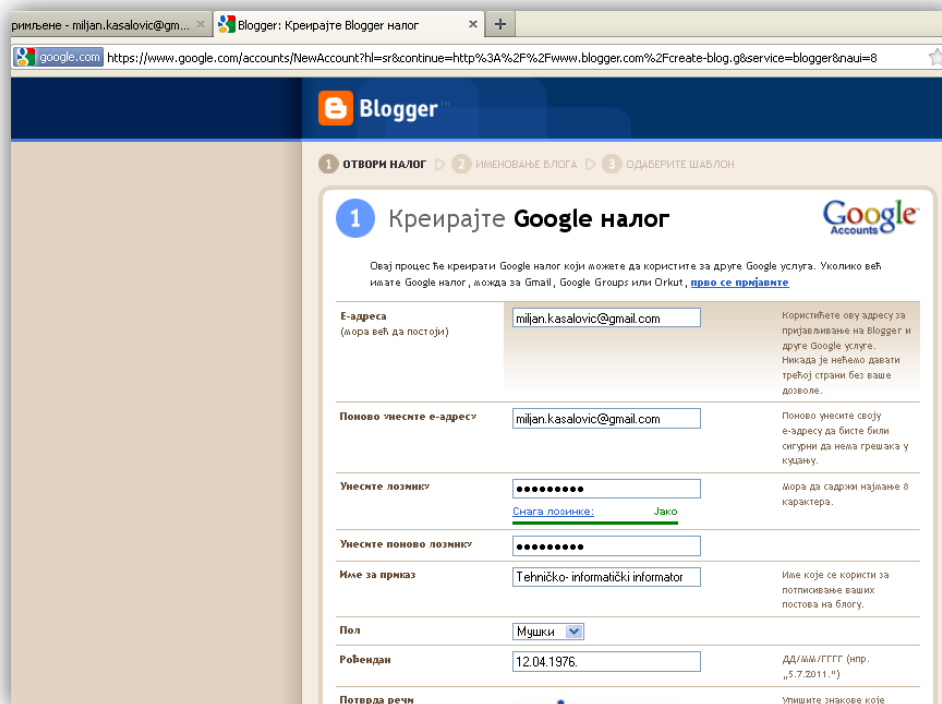 римљене - miljan.kasalovic@gm...
Blogger: Креирајте Blogger налог
google.com https://www.google.com/accounts/NewAccount?hl=sr&continue=http%3A%2F%2Fwww.blogger.com%2Fcreate-blog.g&service=blogger&naui=8
Blogger™
1 ОТВОРИ НАЛОГ 2 ИМЕНОВАЊЕ БЛОГА 3 ОДАБЕРИТЕ ШАБЛОН
1 Креирајте Google налог
Google
Accounts
Овај процес ће креирати Google налог који можете да користите за друге Google услуга. Уколико већ
имате Google налог, можда за Gmail, Google Groups или Orkut, прво се пријавите
Е-адреса
(мора већ да постоји)
miljan.kasalovic@gmail.com
Користићете ову адресу за
пријављивање на Blogger и
друге Google услуге.
Никада је нећемо давати
трећој страни без ваше
дозволе.
Поново унесите е-адресу
miljan.kasalovic@gmail.com
Поново унесите своју
е-адресу да бисте били
сигурни да нема грешака у
куцању.
Унесите лозинку
•••••••••
Снага лозинке: Јако
Мора да садржи најмање 8
карактера.
Унесите поново лозинку
•••••••••
Име за приказ
Tehničko- informatički informator
Име које се користи за
потписивање ваших
постова на блогу.
Пол
Мушки
Рођендан
12.04.1976.
ДД/ММ/ГГГГ (нпр.
„5.7.2011.")
Потврда речи
Упишите знакове које